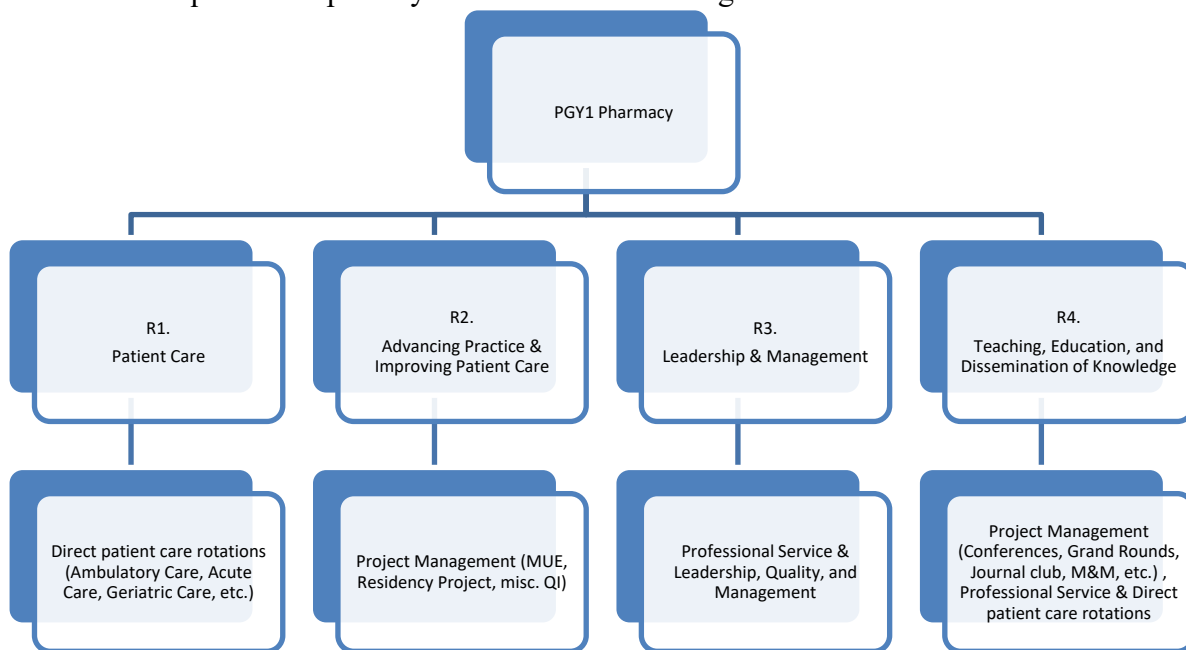 PGY1 Pharmacy
R1.
Patient Care
R2.
Advancing Practice &
Improving Patient Care
R3.
Leadership & Management
R4.
Teaching, Education, and
Dissemination of Knowledge
Direct patient care rotations
(Ambulatory Care, Acute
Care, Geriatric Care, etc.)
Project Management (MUE,
Residency Project, misc. QI)
Professional Service &
Leadership, Quality, and
Management
Project Management
(Conferences, Grand Rounds,
Journal club, M&M, etc.) ,
Professional Service & Direct
patient care rotations